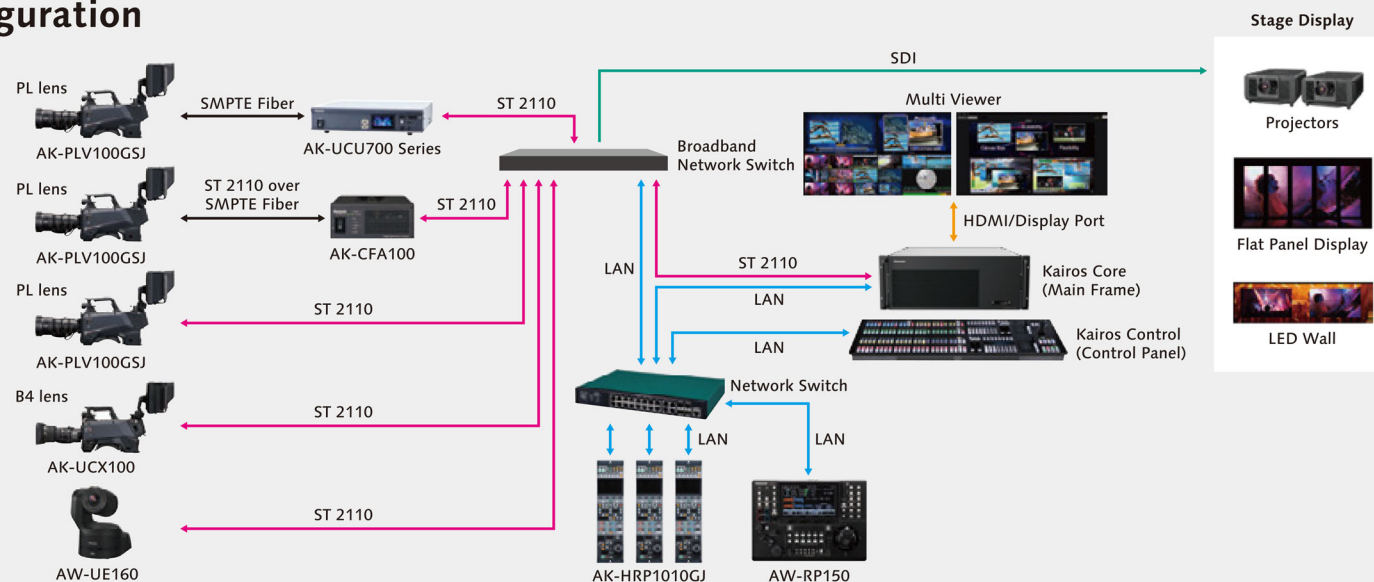 guration
Stage Display
SDI
PL lens
SMPTE Fiber
ST 2110
Multi Viewer
AK-PLV100GSJ
AK-UCU700 Series
Broadband
Network Switch
Projectors
PL lens
ST 2110 over
SMPTE Fiber
ST 2110
HDMI/Display Port
AK-PLV100GSJ
AK-CFA100
Flat Panel Display
LAN
ST 2110
Kairos Core
(Main Frame)
PL lens
ST 2110
LAN
AK-PLV100GSJ
LAN
Kairos Control
(Control Panel)
LED Wall
B4 lens
ST 2110
Network Switch
AK-UCX100
LAN
LAN
ST 2110
AW-UE160
AK-HRP1010GJ
AW-RP150